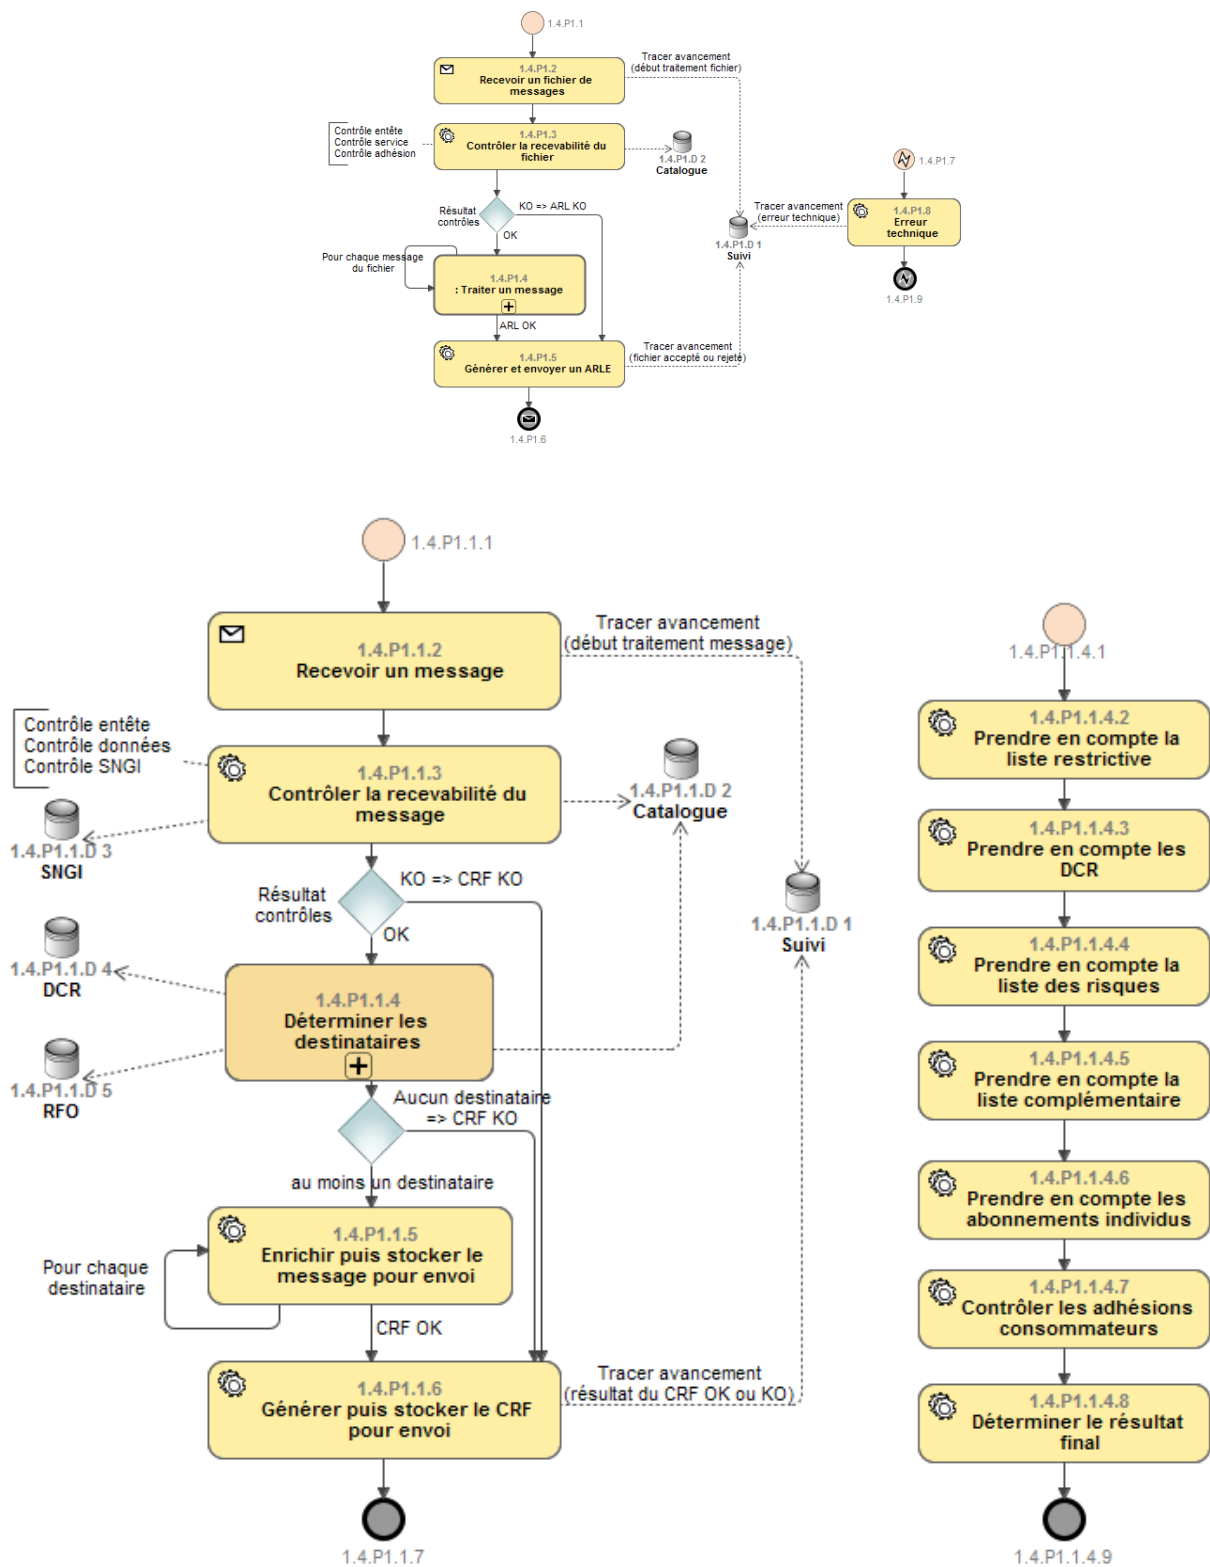 1.4.P1.1
1.4.P1.2
Recevoir un fichier de
messages
Tracer avancement
(début traitement fichier)
Contrôle entête
Contrôle service
Contrôle adhésion
1.4.P1.3
Contrôler la recevabilité du
fichier
1.4.P1.D 2
Catalogue
1.4.P1.7
Résultat
contrôles
KO => ARL KO
OK
Tracer avancement
(erreur technique)
1.4.P1.8
Erreur
technique
1.4.P1.D 1
Suivi
Pour chaque message
du fichier
1.4.P1.4
: Traiter un message
1.4.P1.9
ARL OK
1.4.P1.5
Générer et envoyer un ARLE
Tracer avancement
(fichier accepté ou rejeté)
1.4.P1.6
1.4.P1.1.1
1.4.P1.1.2
Recevoir un message
Tracer avancement
(début traitement message)
Contrôle entête
Contrôle données
Contrôle SNGI
1.4.P1.1.3
Contrôler la recevabilité du
message
1.4.P1.1.D 2
Catalogue
1.4.P1.1.D 3
SNGI
Résultat
contrôles
KO => CRF KO
OK
1.4.P1.1.D 1
Suivi
1.4.P1.1.D 4
DCR
1.4.P1.1.4
Déterminer les
destinataires
1.4.P1.1.D 5
RFO
Aucun destinataire
=> CRF KO
au moins un destinataire
1.4.P1.1.5
Enrichir puis stocker le
message pour envoi
Pour chaque
destinataire
CRF OK
1.4.P1.1.6
Générer puis stocker le CRF
pour envoi
Tracer avancement
(résultat du CRF OK ou KO)
1.4.P1.1.7
1.4.P1.1.4.1
1.4.P1.1.4.2
Prendre en compte la
liste restrictive
1.4.P1.1.4.3
Prendre en compte les
DCR
1.4.P1.1.4.4
Prendre en compte la
liste des risques
1.4.P1.1.4.5
Prendre en compte la
liste complémentaire
1.4.P1.1.4.6
Prendre en compte les
abonnements individus
1.4.P1.1.4.7
Contrôler les adhésions
consommateurs
1.4.P1.1.4.8
Déterminer le résultat
final
1.4.P1.1.4.9